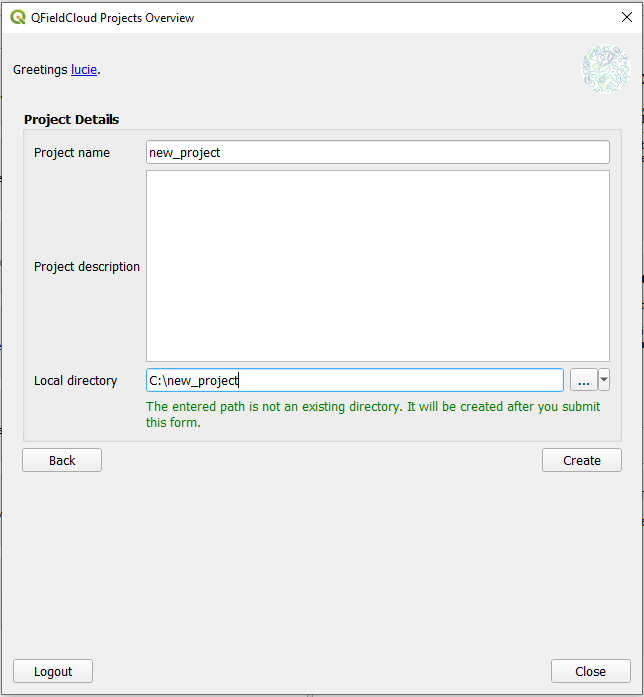 QFieldCloud Projects Overview
Greetings lucie.
Project Details
Project name
new_project
Project description
Local directory
C:\new_project
...
The entered path is not an existing directory. It will be created after you submit
this form.
Back
Create
Logout
Close